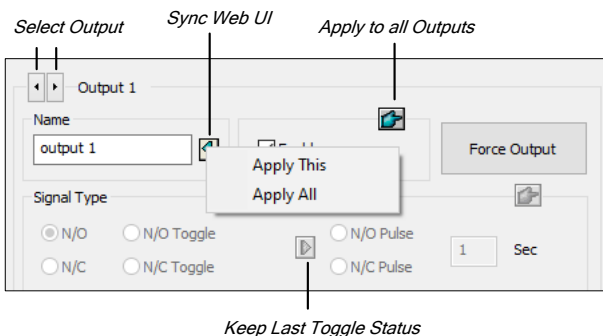 Select Output
Sync Web UI
Apply to all Outputs
Output 1
Name
output 1
Force Output
Apply This
Apply All
Signal Type
N/O
N/O Toggle
N/O Pulse
1 Sec
N/C
N/C Toggle
N/C Pulse
Keep Last Toggle Status